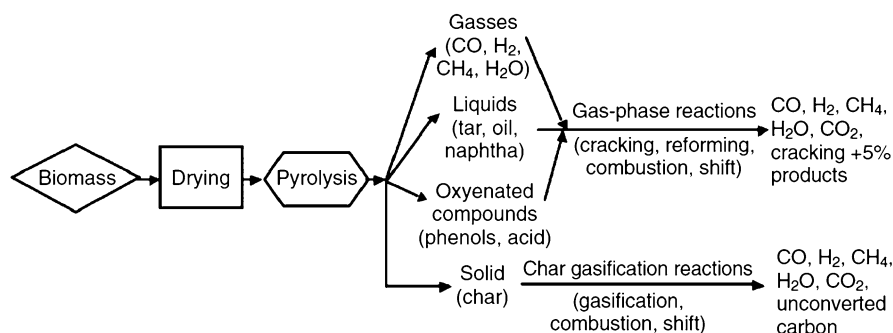 Biomass
Drying
Pyrolysis
Gasses
(CO, H₂,
CH₄, H₂O)
Liquids
(tar, oil,
naphtha)
Oxyenated
compounds
(phenols, acid)
Solid
(char)
Gas-phase reactions
(cracking, reforming,
combustion, shift)
CO, H₂, CH₄,
H₂O, CO₂,
cracking +5%
products
Char gasification reactions
(gasification,
combustion, shift)
CO, H₂, CH₄,
H₂O, CO₂,
unconverted
carbon